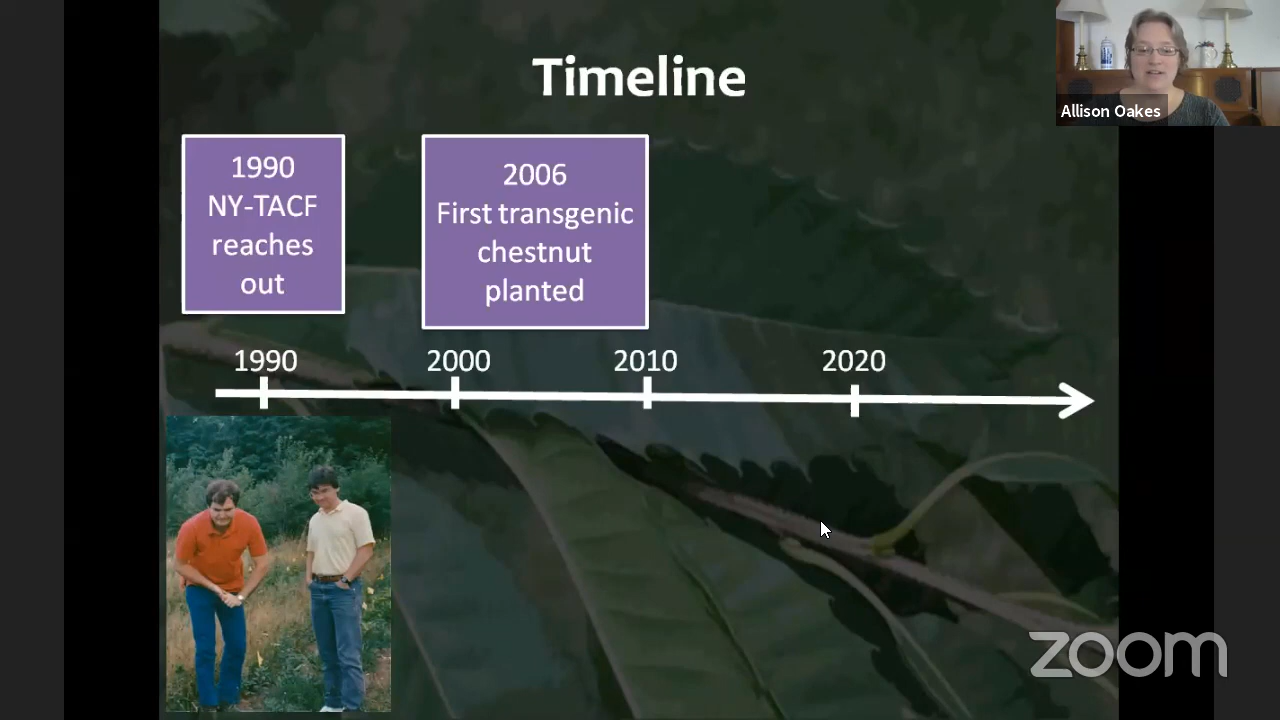 Timeline
Allison Oakes
1990
NY-TACF
reaches
out
2006
First transgenic
chestnut
planted
1990
2000
2010
2020
zoom